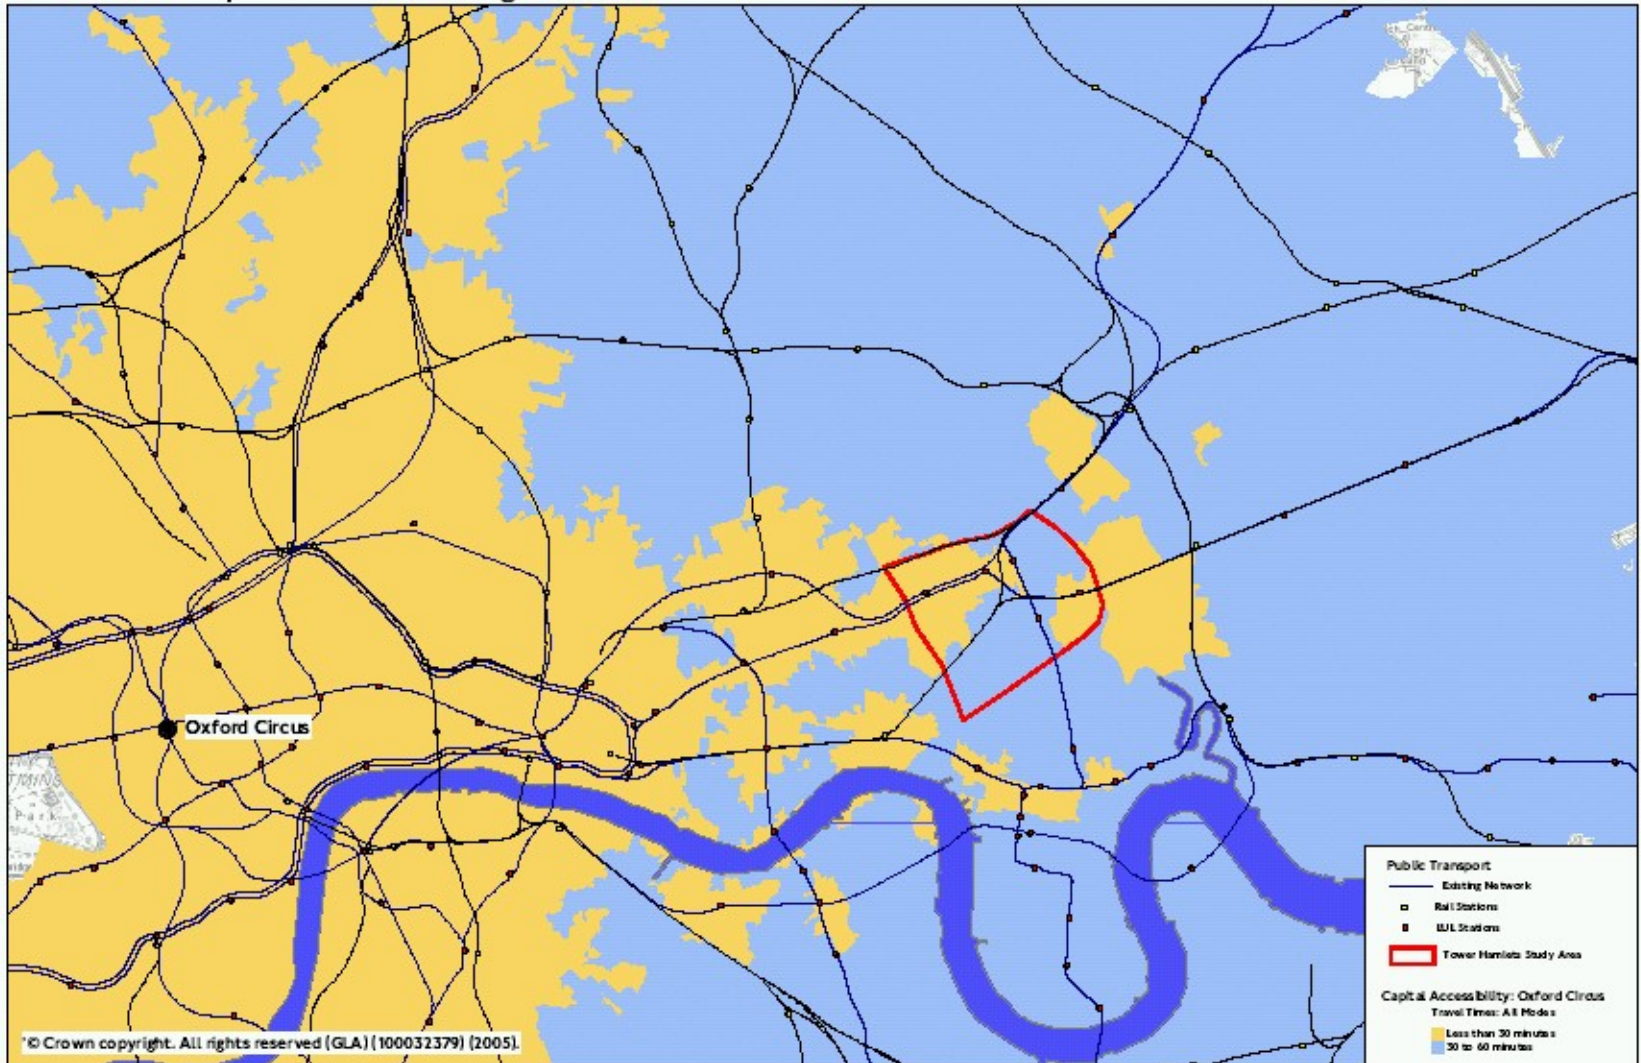 Oxford Circus
Park
Public Transport
Existing Network
Rail Stations
LUL Stations
Tower Hamlets Study Area
Capital Accessibility: Oxford Circus
Travel Times: All Modes
Less than 30 minutes
30 to 60 minutes
© Crown copyright. All rights reserved (GLA) (100032379) (2005).